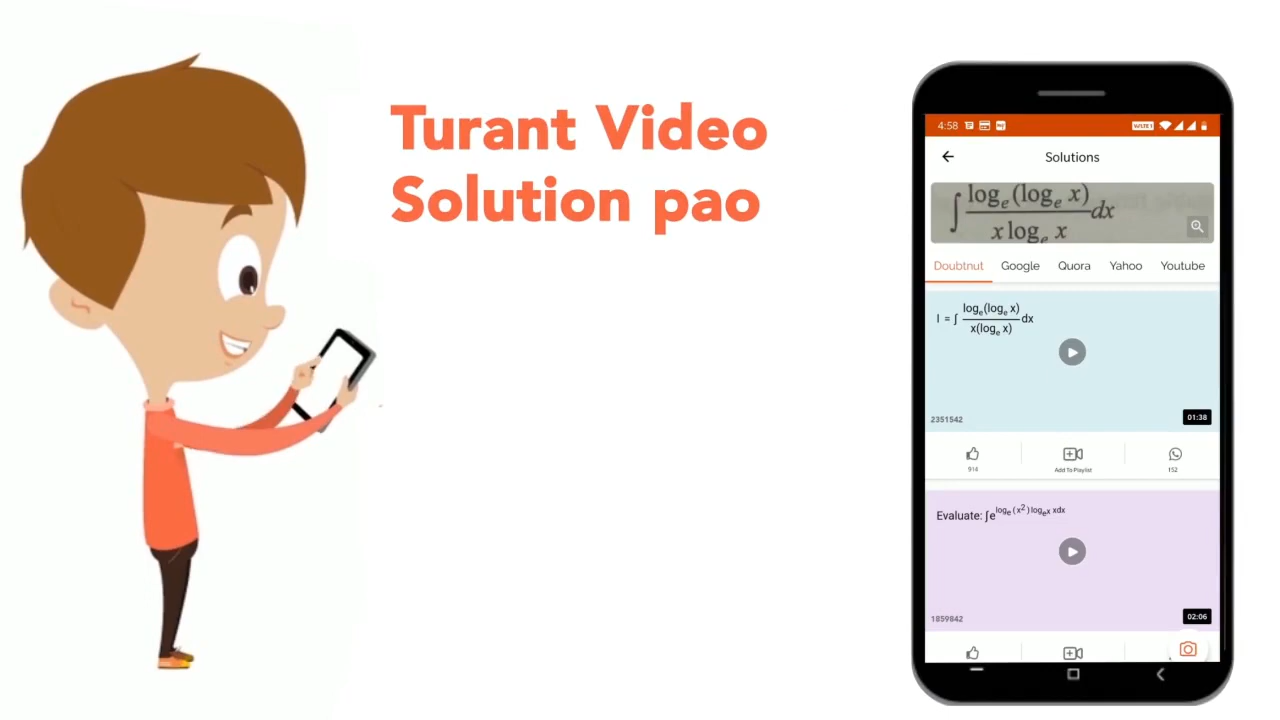 Turant Video
Solution pao
4:58
VoLTE1
Solutions
∫ logₑ(logₑ x) / x logₑ x dx
Doubtnut Google Quora Yahoo Youtube
I = ∫ logₑ(logₑ x) / x(logₑ x) dx
2351542 01:38
914 Add To Playlist 152
Evaluate: ∫e^logₑ(x²)logₑx xdx
1859842 02:06